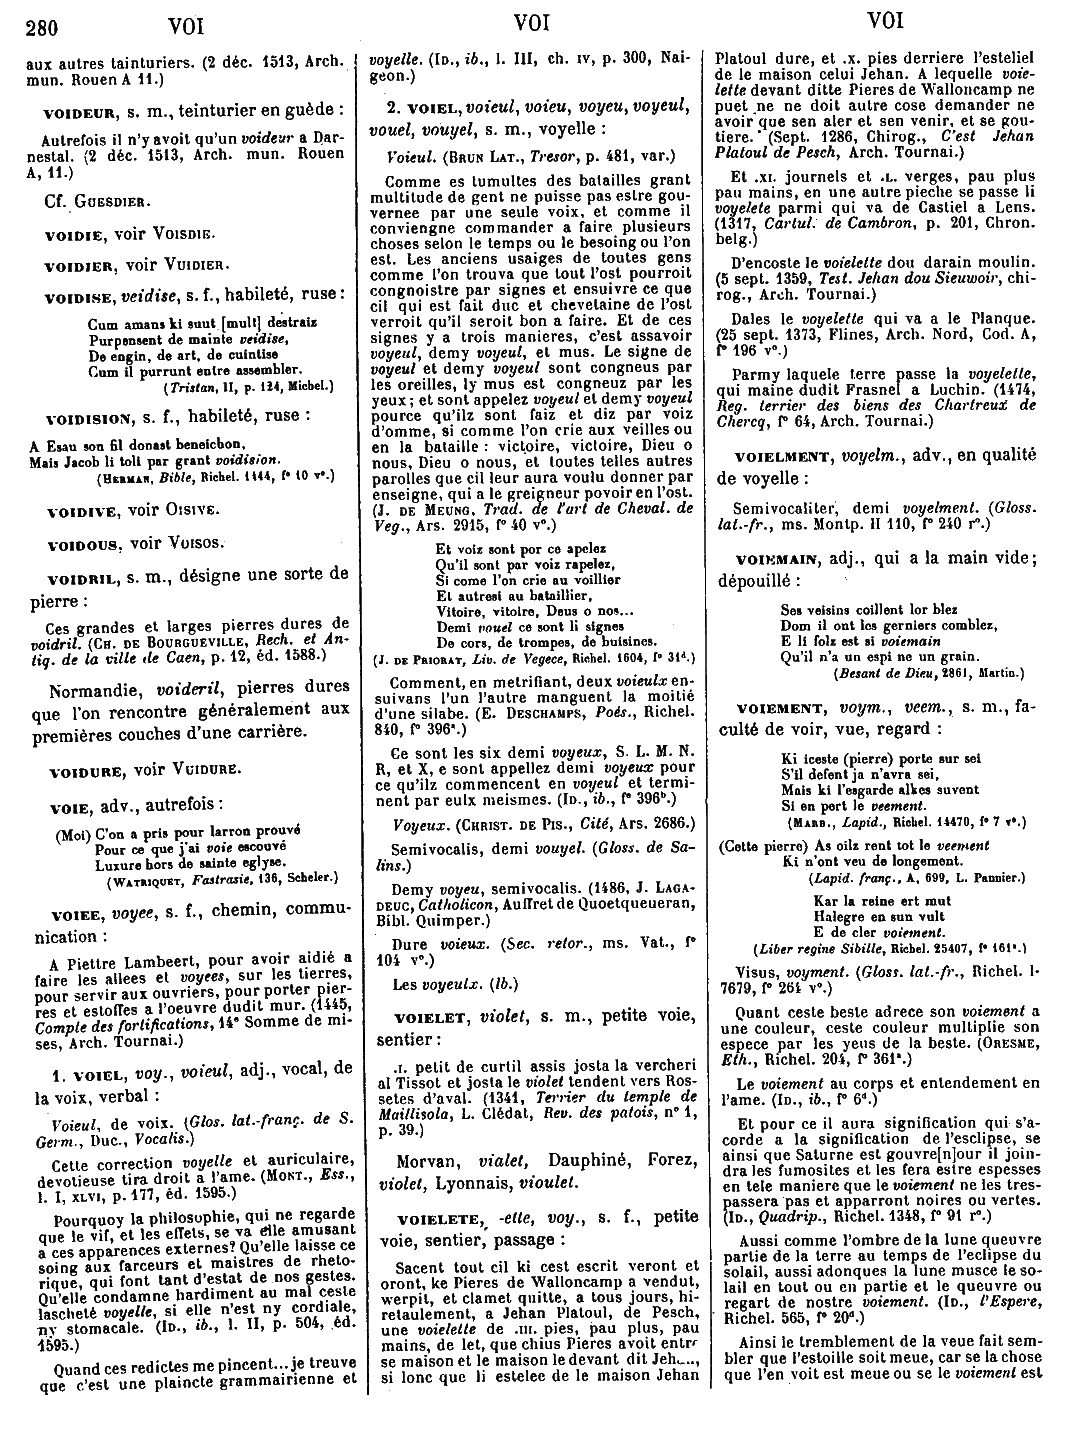 280 VOI VOI VOI
aux autres tainturiers. (2 déc. 1513, Arch.
mun. Rouen A 11.)
VOIDEUR, s. m., teinturier en guède :
Autrefois il n'y avoit qu'un voideur a Dar-
nestal. (2 déc. 1513, Arch. mun. Rouen
A, 11.)
Cf. GUESDIER.
VOIDIE, voir VOISDIE.
VOIDIER, voir VUIDIER.
VOIDISE, veidise, s. f., habileté, ruse :
Cum amans ki suut [mult] destraiz
Purpensent de mainte veidise,
De engin, de art, de cuintise
Cum il purrunt entre assembler.
(Tristan, II, p. 124, Michel.)
VOIDISION, s. f., habileté, ruse :
A Esau son fil donast beneichon,
Mais Jacob li toli par grant voidision.
(HERMAN, Bible, Richel. 1444, f° 10 v°.)
VOIDIVE, voir OISIVE.
VOIDOUS, voir VOISOS.
VOIDRIL, s. m., désigne une sorte de
pierre :
Ces grandes et larges pierres dures de
voidril. (CH. DE BOURGUEVILLE, Rech. et An-
tiq. de la ville de Caen, p. 12, éd. 1588.)
Normandie, voideril, pierres dures
que l'on rencontre généralement aux
premières couches d'une carrière.
VOIDURE, voir VUIDURE.
VOIE, adv., autrefois :
(Moi) C'on a pris pour larron prouvé
Pour ce que j'ai voie escouvé
Luxure hors de sainte eglyse.
(WATRIQUET, Fastrasie, 136, Scheler.)
VOIEE, voyee, s. f., chemin, commu-
nication :
A Piettre Lambeert, pour avoir aidié a
faire les allees et voyees, sur les tierres,
pour servir aux ouvriers, pour porter pier-
res et estoffes a l'oeuvre dudit mur. (1445,
Compte des fortifications, 14e Somme de mi-
ses, Arch. Tournai.)
1. VOIEL, voy., voieul, adj., vocal, de
la voix, verbal :
Voieul, de voix. (Glos. lat.-franç. de S.
Germ., Duc., Vocalis.)
Cette correction voyelle et auriculaire,
devotieuse tira droit a l'ame. (MONT., Ess.,
l. I, XLVI, p. 177, éd. 1595.)
Pourquoy la philosophie, qui ne regarde
que le vif, et les effets, se va elle amusant
a ces apparences externes? Qu'elle laisse ce
soing aux farceurs et maistres de rheto-
rique, qui font tant d'estat de nos gestes.
Qu'elle condamne hardiment au mal ceste
lascheté voyelle, si elle n'est ny cordiale,
ny stomacale. (ID., ib., l. II, p. 504, éd.
1595.)
Quand ces redictes me pincent... je treuve
que c'est une plaincte grammairienne et
voyelle. (ID., ib., l. III, ch. IV, p. 300, Nai-
geon.)
2. VOIEL, voieul, voieu, voyeu, voyeul,
vouel, vouyel, s. m., voyelle :
Voieul. (BRUN LAT., Tresor, p. 481, var.)
Comme es tumultes des batailles grant
multitude de gent ne puisse pas estre gou-
vernee par une seule voix, et comme il
conviengne commander a faire plusieurs
choses selon le temps ou le besoing ou l'on
est. Les anciens usaiges de toutes gens
comme l'on trouva que tout l'ost pourroit
congnoistre par signes et ensuivre ce que
cil qui est fait duc et chevetaine de l'ost
verroit qu'il seroit bon a faire. Et de ces
signes y a trois manieres, c'est assavoir
voyeul, demy voyeul, et mus. Le signe de
voyeul et demy voyeul sont congneus par
les oreilles, ly mus est congneuz par les
yeux ; et sont appelez voyeul et demy voyeul
pource qu'ilz sont faiz et diz par voiz
d'omme, si comme l'on crie aux veilles ou
en la bataille : victoire, victoire, Dieu o
nous, Dieu o nous, et toutes telles autres
parolles que cil leur aura voulu donner par
enseigne, qui a le greigneur povoir en l'ost.
(J. DE MEUNG, Trad. de l'art de Cheval. de
Veg., Ars. 2915, f° 40 v°.)
Et voiz sont por ce apelez
Qu'il sont par voiz rapelez,
Si come l'on crie au voillier
Et autresi au bataillier,
Vitoire, vitoire, Deus o nos...
Demi vouel ce sont li signes
De cors, de trompes, de buisines.
(J. DE PRIORAT, Liv. de Vegece, Richel. 1604, f° 31d.)
Comment, en metrifiant, deux voieulx en-
suivans l'un l'autre manguent la moitié
d'une silabe. (E. DESCHAMPS, Poés., Richel.
840, f° 396a.)
Ce sont les six demi voyeux, S. L. M. N.
R, et X, e sont appellez demi voyeux pour
ce qu'ilz commencent en voyeul et termi-
nent par eulx meismes. (ID., ib., f° 396b.)
Voyeux. (CHRIST. DE PIS., Cité, Ars. 2686.)
Semivocalis, demi vouyel. (Gloss. de Sa-
lins.)
Demy voyeu, semivocalis. (1486, J. LAGA-
DEUC, Catholicon, Auffret de Quoetqueueran,
Bibl. Quimper.)
Dure voieux. (Sec. retor., ms. Vat., f°
104 v°.)
Les voyeulx. (Ib.)
VOIELET, violet, s. m., petite voie,
sentier :
.I. petit de curtil assis josta la vercheri
al Tissot et josta le violet tendent vers Ros-
setes d'aval. (1341, Terrier du temple de
Maillisola, L. Clédat, Rev. des patois, n° 1,
p. 39.)
Morvan, vialet, Dauphiné, Forez,
violet, Lyonnais, vioulet.
VOIELETE, -ette, voy., s. f., petite
voie, sentier, passage :
Sacent tout cil ki cest escrit veront et
oront, ke Pieres de Walloncamp a vendut,
werpit, et clamet quitte, a tous jours, hi-
retaulement, a Jehan Platoul, de Pesch,
une voielette de .III. pies, pau plus, pau
mains, de let, que chius Pieres avoit entre
se maison et le maison le devant dit Jeh...,
si lonc que li estelee de le maison Jehan
Platoul dure, et .x. pies derriere l'esteliel
de le maison celui Jehan. A lequelle voie-
lette devant ditte Pieres de Walloncamp ne
puet ne ne doit autre cose demander ne
avoir que sen aler et sen venir, et se gou-
tiere. (Sept. 1286, Chirog., C'est Jehan
Platoul de Pesch, Arch. Tournai.)
Et .XI. journels et .L. verges, pau plus
pau mains, en une autre pieche se passe li
voyelete parmi qui va de Castiel a Lens.
(1317, Cartul. de Cambron, p. 201, Chron.
belg.)
D'encoste le voielette dou darain moulin.
(5 sept. 1359, Test. Jehan dou Sieuwoir, chi-
rog., Arch. Tournai.)
Dales le voyelette qui va a le Planque.
(25 sept. 1373, Flines, Arch. Nord, Cod. A,
f° 196 v°.)
Parmy laquele terre passe la voyelette,
qui maine dudit Frasnel a Luchin. (1474,
Reg. terrier des biens des Chartreux de
Chercq, f° 64, Arch. Tournai.)
VOIELMENT, voyelm., adv., en qualité
de voyelle :
Semivocaliter, demi voyelment. (Gloss.
lat.-fr., ms. Montp. H 110, f° 240 r°.)
VOIEMAIN, adj., qui a la main vide ;
dépouillé :
Ses veisins coillent lor blez
Dom il ont les gerniers comblez,
E li folz est si voiemain
Qu'il n'a un espi ne un grain.
(Besant de Dieu, 2861, Martin.)
VOIEMENT, voym., veem., s. m., fa-
culté de voir, vue, regard :
Ki iceste (pierre) porte sur sei
S'il defent ja n'avra sei,
Mais ki l'esgarde alkes suvent
Si en pert le veement.
(MARB., Lapid., Richel. 14470, f° 7 v°.)
(Cette pierre) As oilz rent tot le veement
Ki n'ont veu de longement.
(Lapid. franç., A, 699, L. Pannier.)
Kar la reine ert mut
Halegre en sun vult
E de cler voiement.
(Liber regine Sibille, Richel. 25407, f° 161a.)
Visus, voyment. (Gloss. lat.-fr., Richel. l.
7679, f° 264 v°.)
Quant ceste beste adrece son voiement a
une couleur, ceste couleur multiplie son
espece par les yeus de la beste. (ORESME,
Eth., Richel. 204, f° 361a.)
Le voiement au corps et entendement en
l'ame. (ID., ib., f° 6d.)
Et pour ce il aura signification qui s'a-
corde a la signification de l'esclipse, se
ainsi que Saturne est gouvre[n]our il join-
dra les fumosites et les fera estre espesses
en tele maniere que le voiement ne les tres-
passera pas et apparront noires ou vertes.
(ID., Quadrip., Richel. 1348, f° 91 r°.)
Aussi comme l'ombre de la lune queuvre
partie de la terre au temps de l'eclipse du
solail, aussi adonques la lune musce le so-
lail en tout ou en partie et le queuvre ou
regart de nostre voiement. (ID., l'Espere,
Richel. 565, f° 20d.)
Ainsi le tremblement de la veue fait sem-
bler que l'estoille soit meue, car se la chose
que l'en voit est meue ou se le voiement est